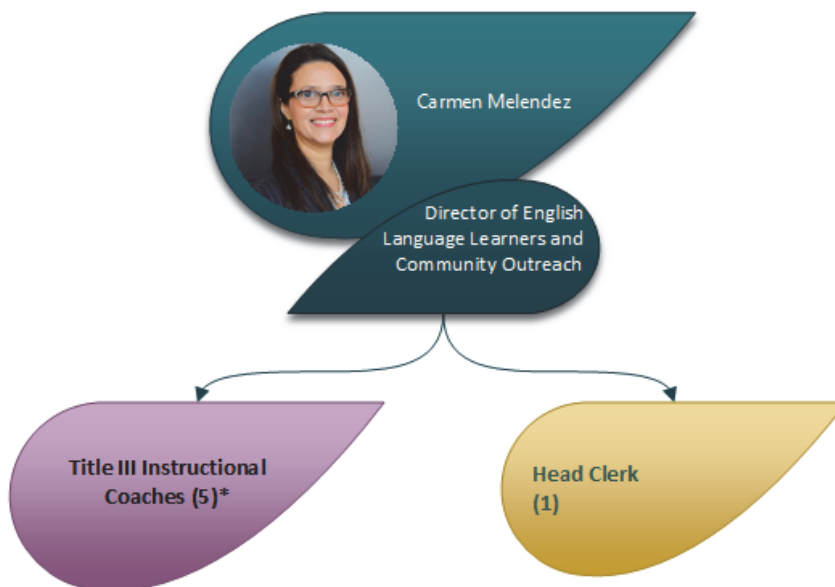 Carmen Melendez
Director of English
Language Learners and
Community Outreach
Title III Instructional
Coaches (5)*
Head Clerk
(1)